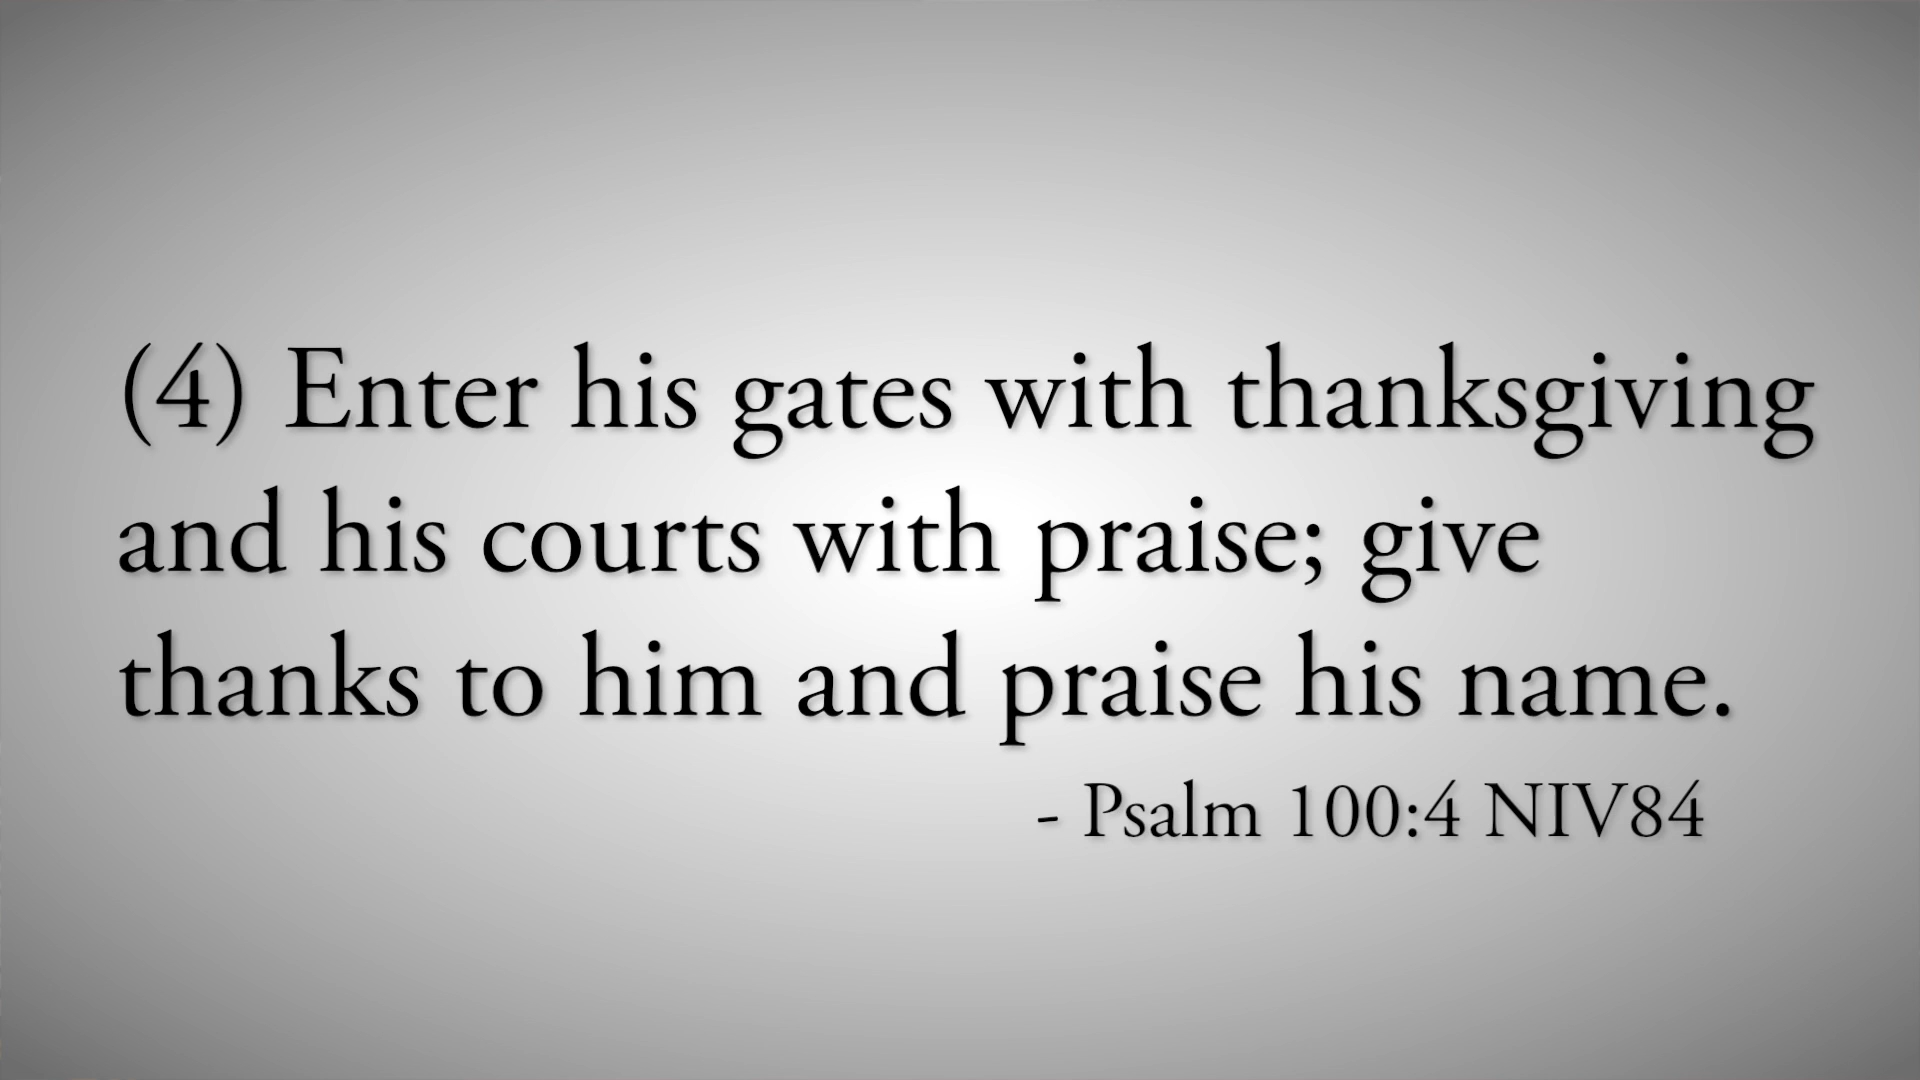 (4) Enter his gates with thanksgiving
and his courts with praise; give
thanks to him and praise his name.
- Psalm 100:4 NIV84